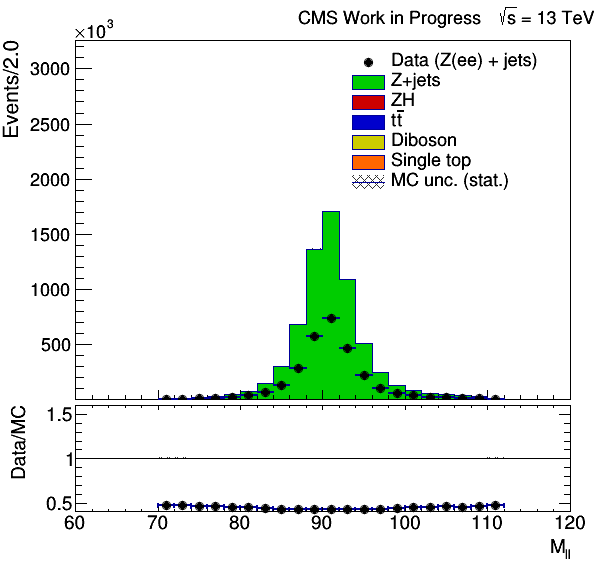 CMS Work in Progress √s = 13 TeV
×10³
Events/2.0
3000
2500
2000
1500
1000
500
Data (Z(ee) + jets)
Z+jets
ZH
tt̄
Diboson
Single top
MC unc. (stat.)
Data/MC
1.5
1
0.5
60 70 80 90 100 110 120
M_ll